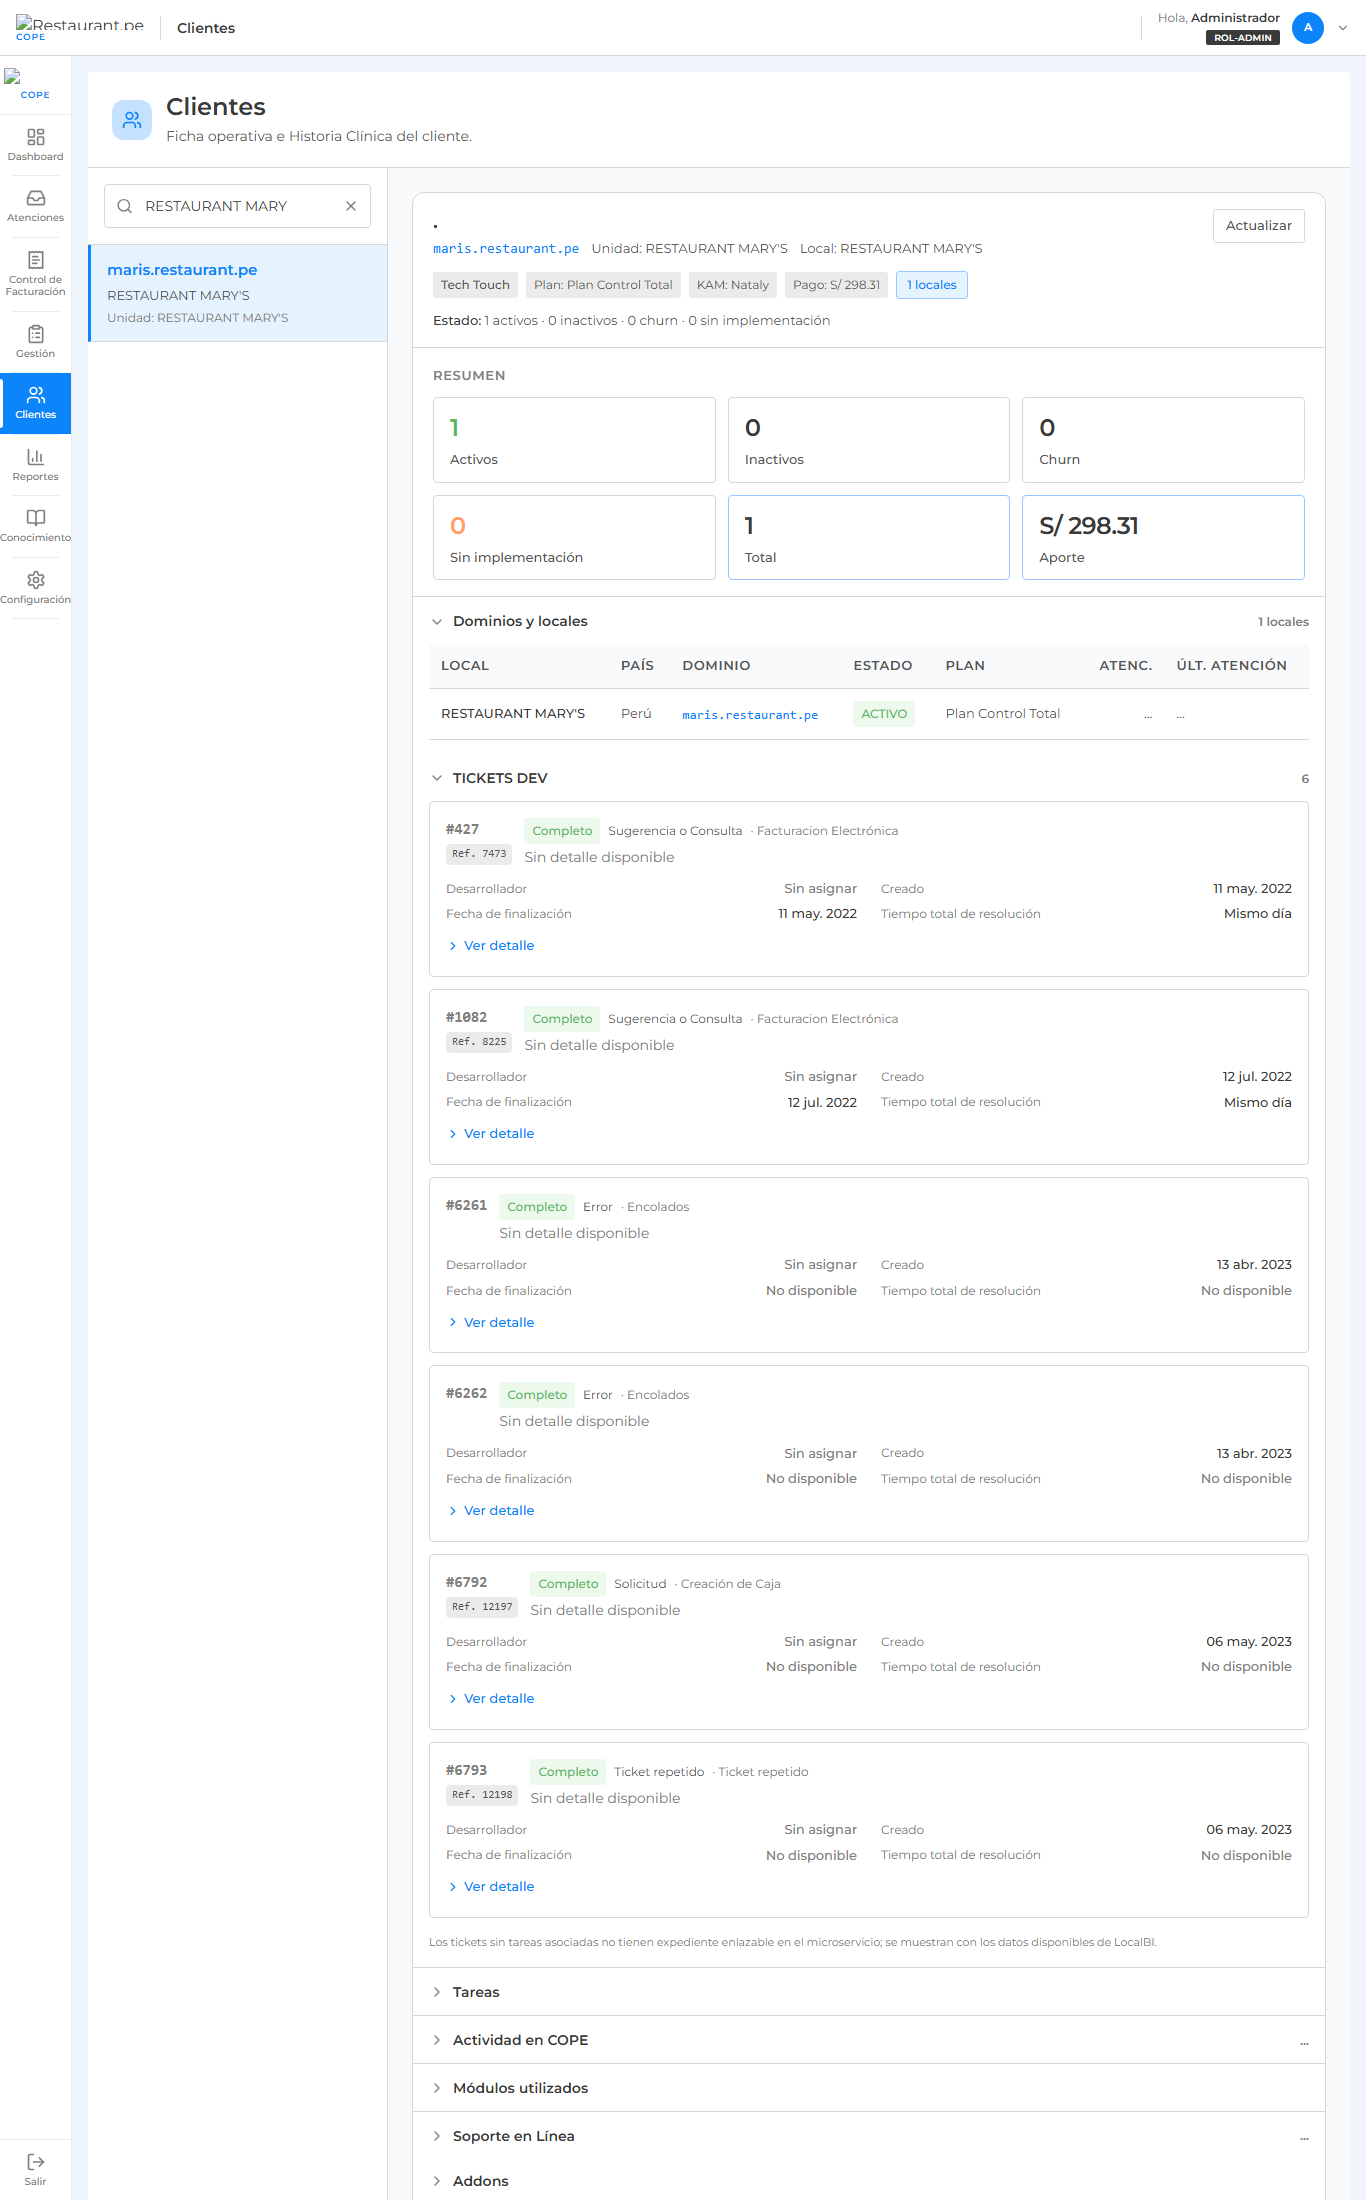 Restaurant.pe
COPE
Clientes
Hola, Administrador
ROL-ADMIN
A
COPE
Dashboard
Atenciones
Control de
Facturación
Gestión
Clientes
Reportes
Conocimiento
Configuración
Salir
Clientes
Ficha operativa e Historia Clínica del cliente.
RESTAURANT MARY
maris.restaurant.pe
RESTAURANT MARY'S
Unidad: RESTAURANT MARY'S
.
Actualizar
maris.restaurant.pe Unidad: RESTAURANT MARY'S Local: RESTAURANT MARY'S
Tech Touch Plan: Plan Control Total KAM: Nataly Pago: S/ 298.31 1 locales
Estado: 1 activos · 0 inactivos · 0 churn · 0 sin implementación
RESUMEN
1
Activos
0
Inactivos
0
Churn
0
Sin implementación
1
Total
S/ 298.31
Aporte
Dominios y locales 1 locales
LOCAL PAÍS DOMINIO ESTADO PLAN ATENC. ÚLT. ATENCIÓN
RESTAURANT MARY'S Perú maris.restaurant.pe ACTIVO Plan Control Total ... ...
TICKETS DEV 6
#427 Completo Sugerencia o Consulta · Facturacion Electrónica
Ref. 7473 Sin detalle disponible
Desarrollador Sin asignar Creado 11 may. 2022
Fecha de finalización 11 may. 2022 Tiempo total de resolución Mismo día
Ver detalle
#1082 Completo Sugerencia o Consulta · Facturacion Electrónica
Ref. 8225 Sin detalle disponible
Desarrollador Sin asignar Creado 12 jul. 2022
Fecha de finalización 12 jul. 2022 Tiempo total de resolución Mismo día
Ver detalle
#6261 Completo Error · Encolados
Sin detalle disponible
Desarrollador Sin asignar Creado 13 abr. 2023
Fecha de finalización No disponible Tiempo total de resolución No disponible
Ver detalle
#6262 Completo Error · Encolados
Sin detalle disponible
Desarrollador Sin asignar Creado 13 abr. 2023
Fecha de finalización No disponible Tiempo total de resolución No disponible
Ver detalle
#6792 Completo Solicitud · Creación de Caja
Ref. 12197 Sin detalle disponible
Desarrollador Sin asignar Creado 06 may. 2023
Fecha de finalización No disponible Tiempo total de resolución No disponible
Ver detalle
#6793 Completo Ticket repetido · Ticket repetido
Ref. 12198 Sin detalle disponible
Desarrollador Sin asignar Creado 06 may. 2023
Fecha de finalización No disponible Tiempo total de resolución No disponible
Ver detalle
Los tickets sin tareas asociadas no tienen expediente enlazable en el microservicio; se muestran con los datos disponibles de LocalBI.
Tareas
Actividad en COPE ...
Módulos utilizados
Soporte en Línea ...
Addons